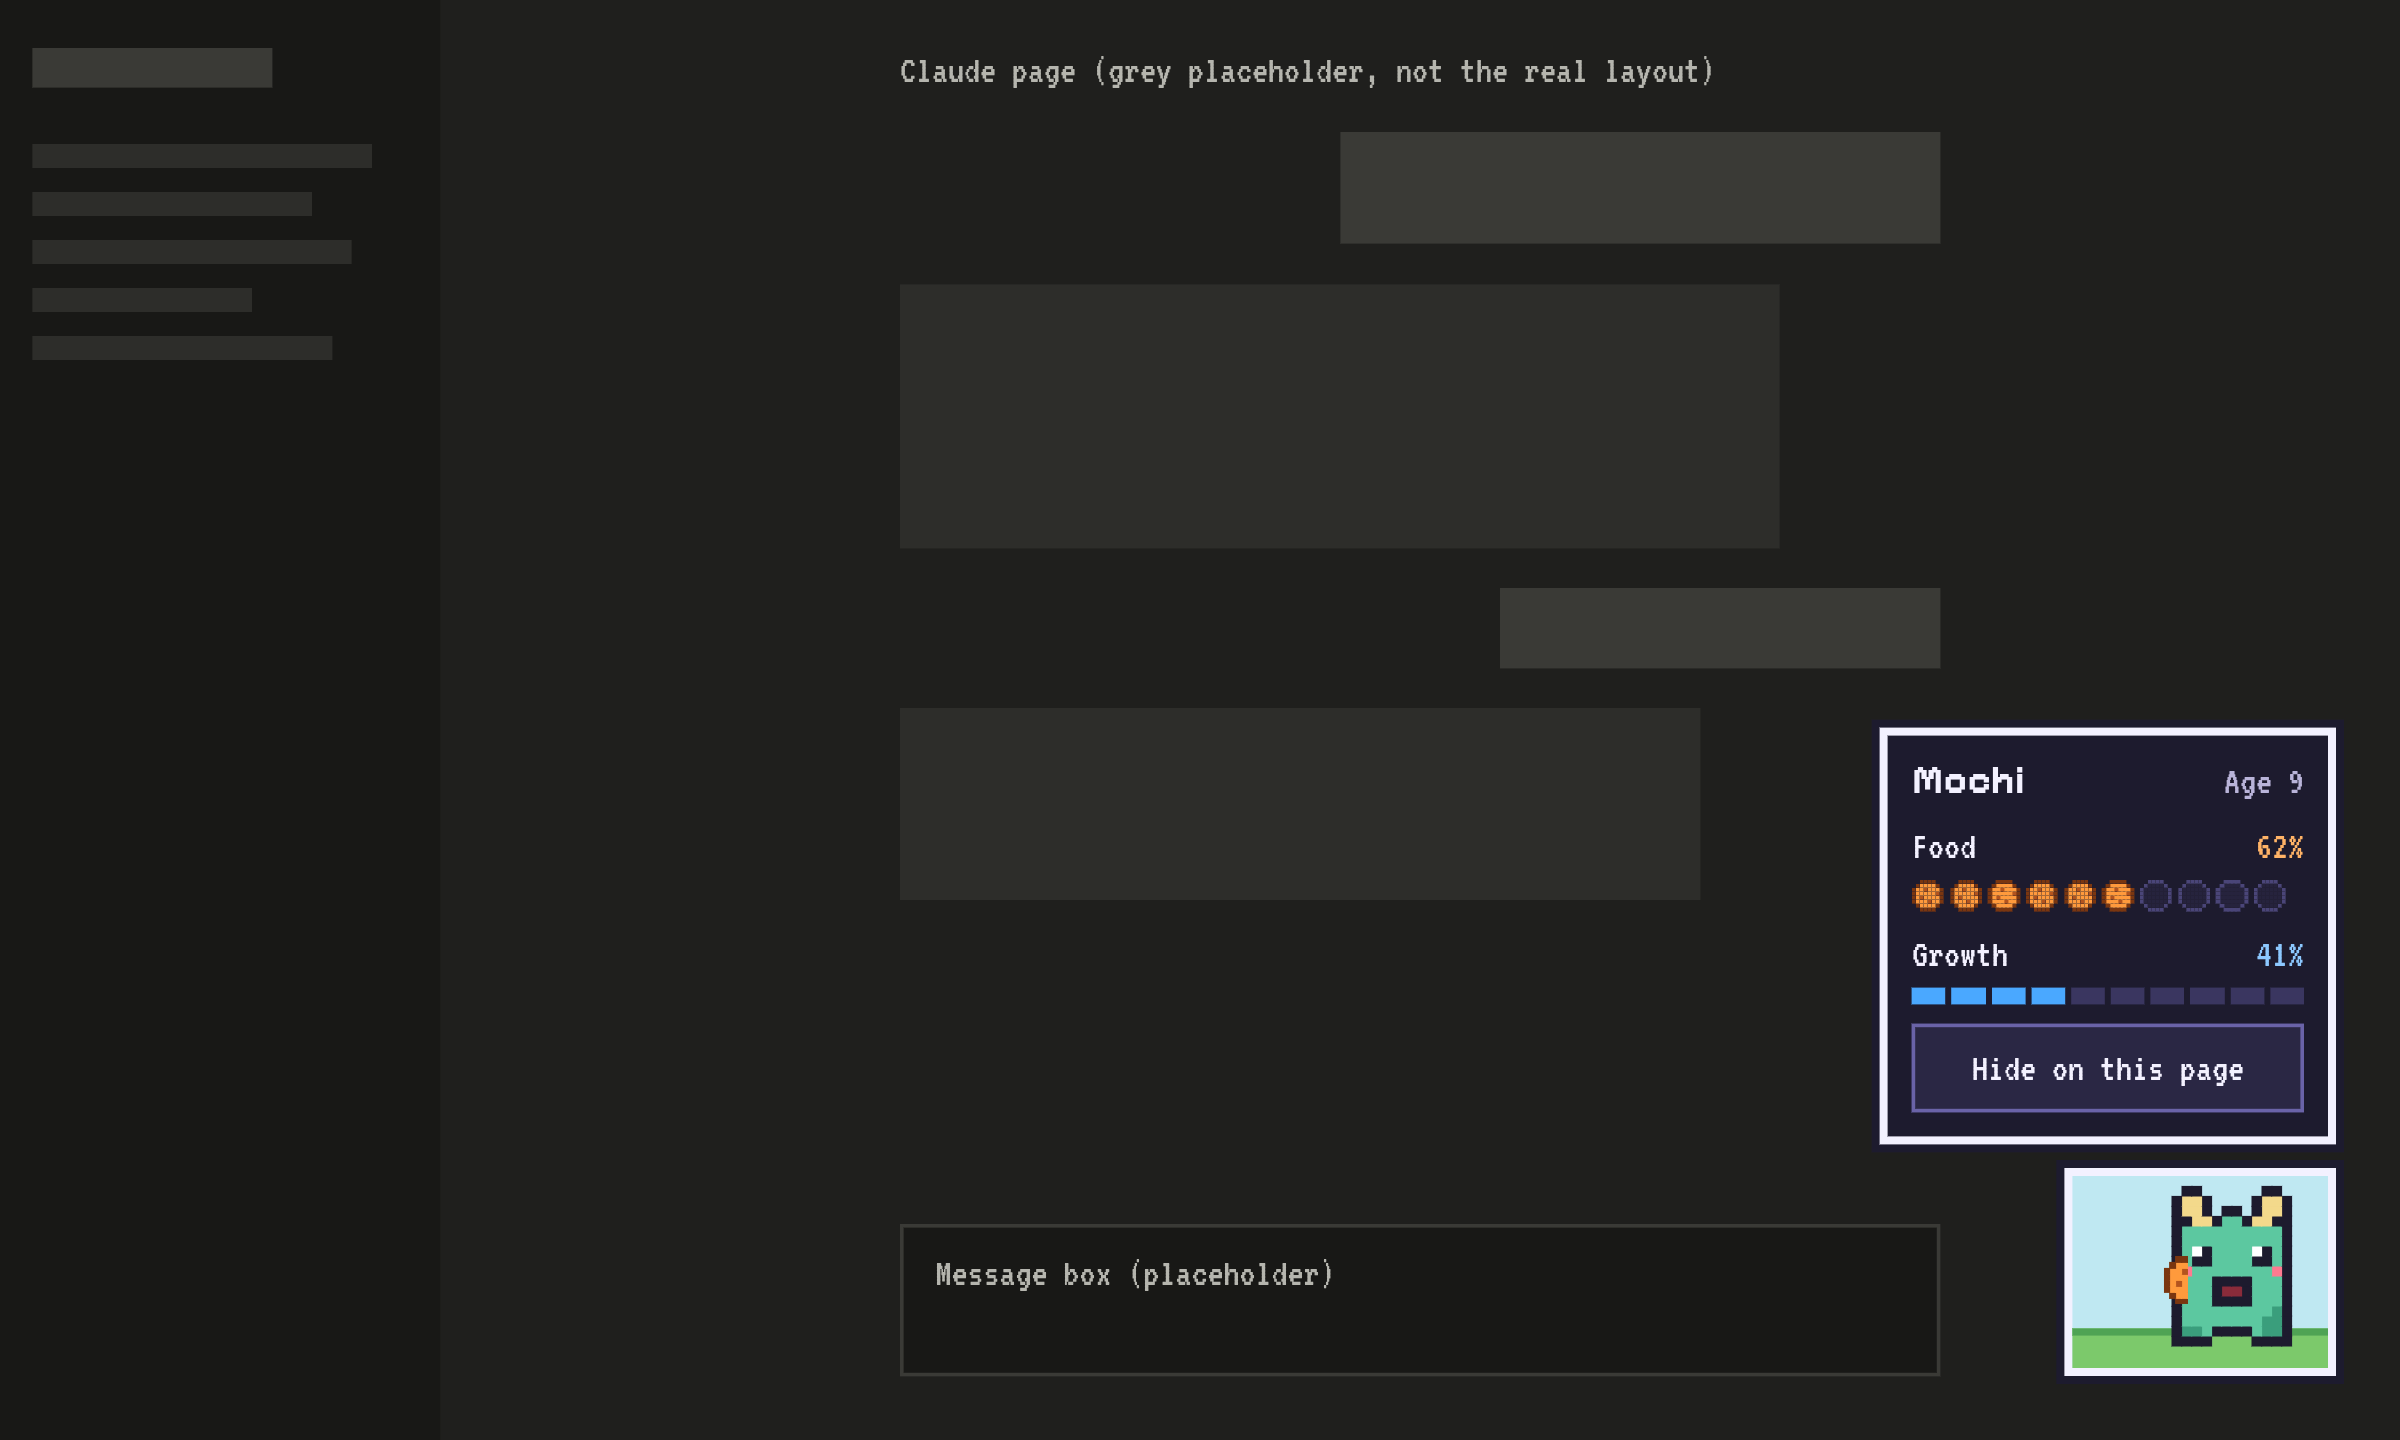 Claude page (grey placeholder, not the real layout)
Mochi Age 9
Food 62%
Growth 41%
Hide on this page
Message box (placeholder)